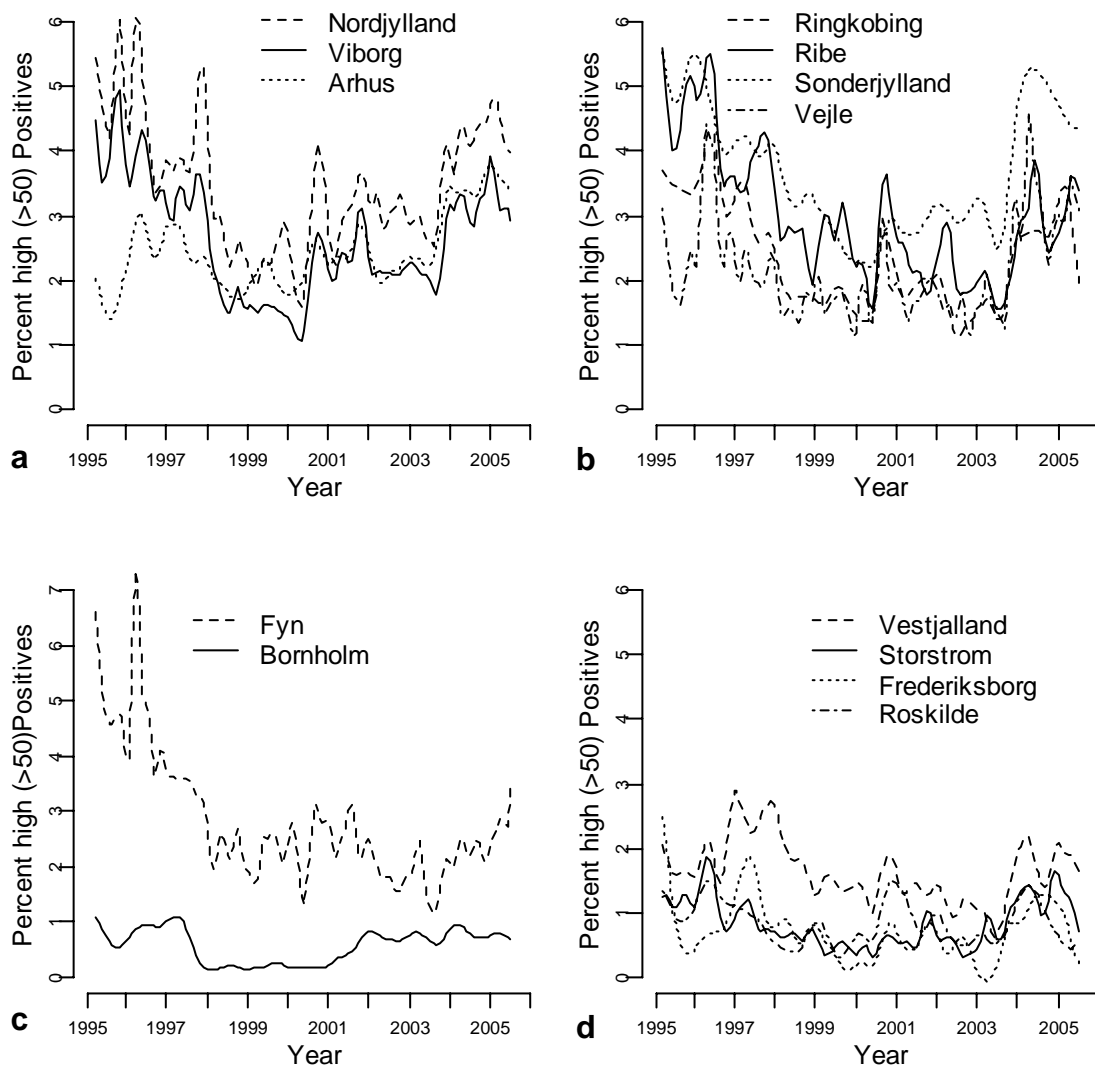 Percent high (>50) Positives
0 1 2 3 4 5 6
Nordjylland
Viborg
Arhus
1995 1997 1999 2001 2003 2005
Year
a
Percent high (>50) Positives
0 1 2 3 4 5 6
Ringkobing
Ribe
Sonderjylland
Vejle
1995 1997 1999 2001 2003 2005
Year
b
Percent high (>50)Positives
0 1 2 3 4 5 6 7
Fyn
Bornholm
1995 1997 1999 2001 2003 2005
Year
c
Percent high (>50) Positives
0 1 2 3 4 5 6
Vestjalland
Storstrom
Frederiksborg
Roskilde
1995 1997 1999 2001 2003 2005
Year
d